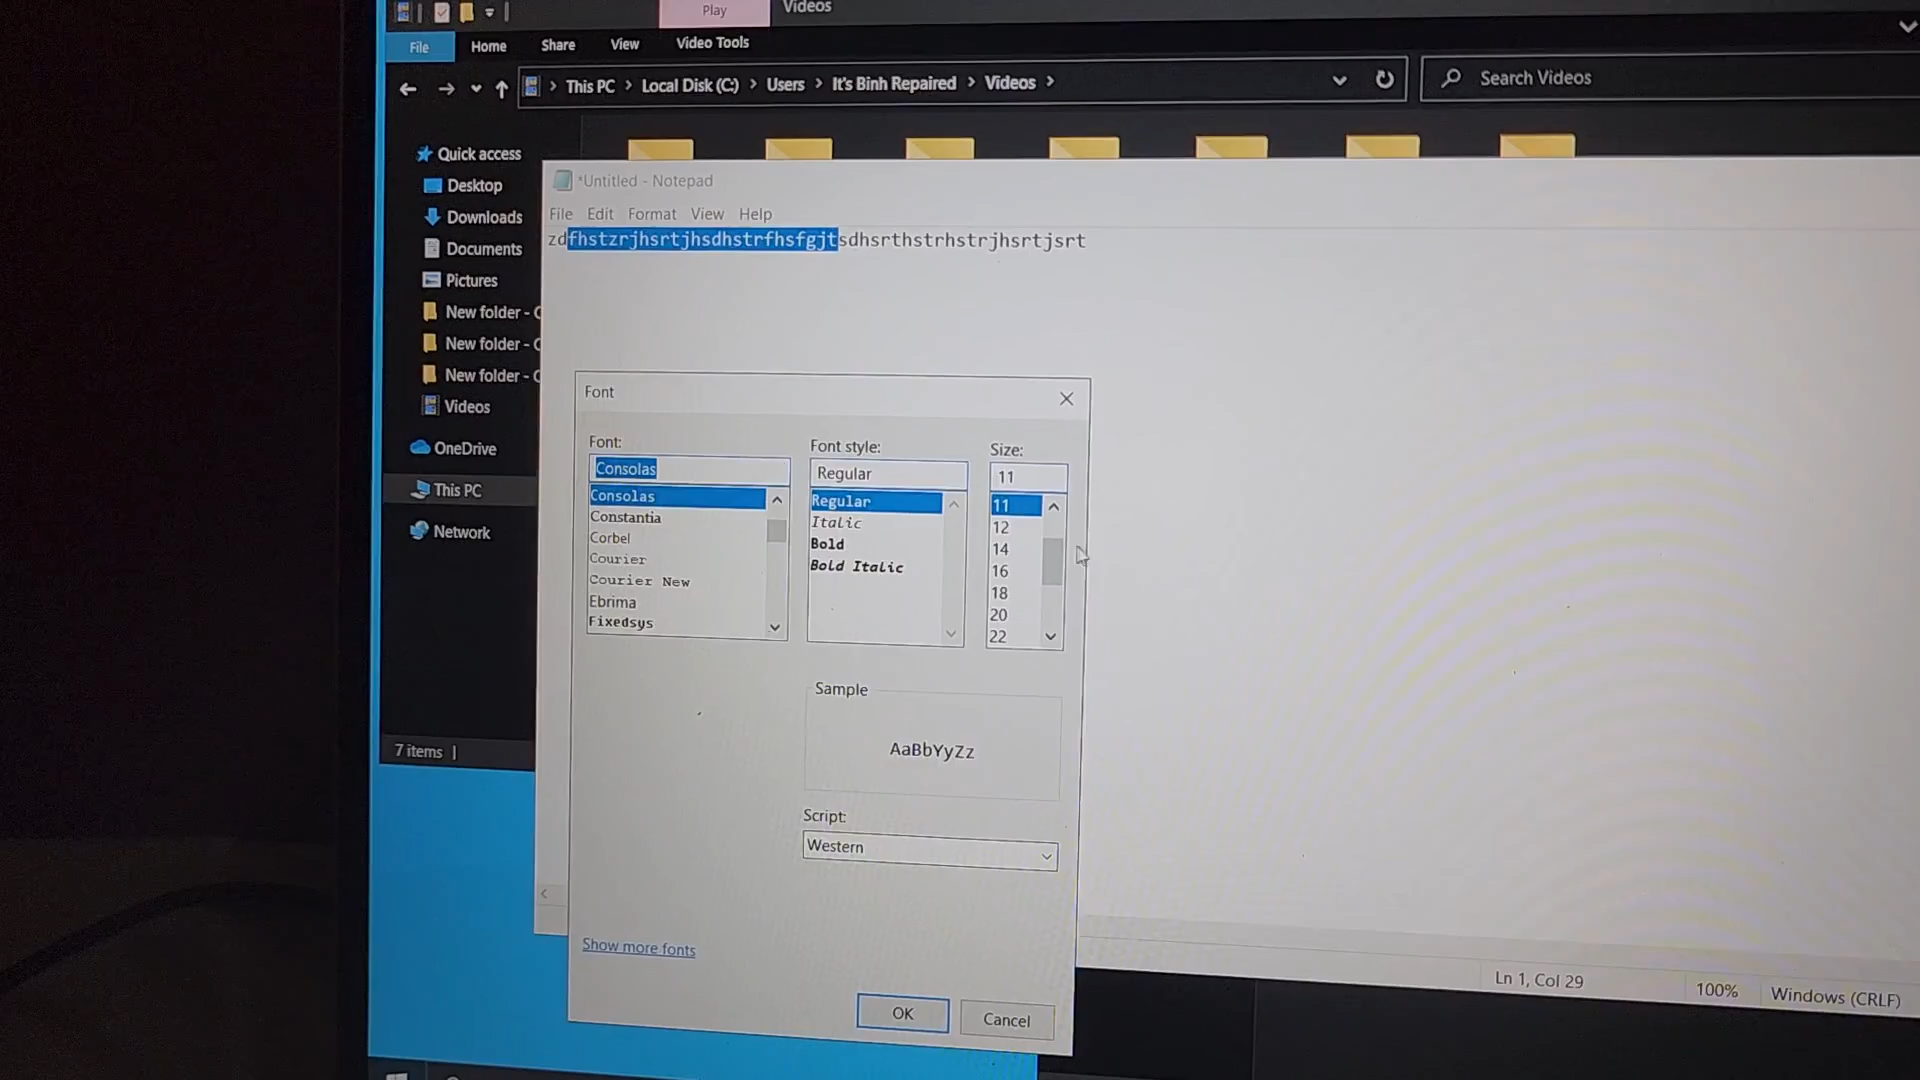 Play
Videos
File Home Share View Video Tools
This PC > Local Disk (C:) > Users > It's Binh Repaired > Videos >
Search Videos
Quick access
Desktop
Downloads
Documents
Pictures
New folder - C
New folder - C
New folder - C
Videos
OneDrive
This PC
Network
7 items
*Untitled - Notepad
File Edit Format View Help
zdfhstzrjhsrtjhsdhstrfhsfgjtsdhsrthstrhstrjhsrtjsrt
Font
Font:
Consolas
Consolas
Constantia
Corbel
Courier
Courier New
Ebrima
Fixedsys
Font style:
Regular
Regular
Italic
Bold
Bold Italic
Size:
11
11
12
14
16
18
20
22
Sample
AaBbYyZz
Script:
Western
Show more fonts
OK
Cancel
Ln 1, Col 29
100%
Windows (CRLF)